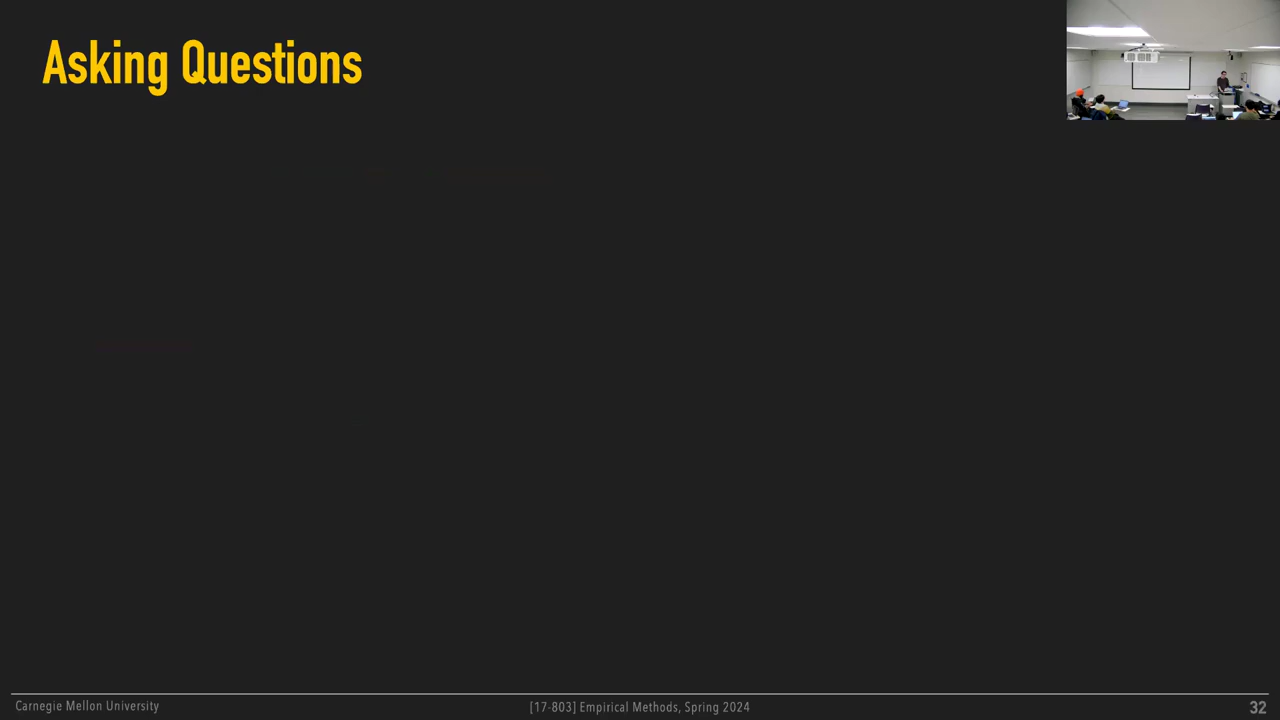 Asking Questions
Carnegie Mellon University
[17-803] Empirical Methods, Spring 2024
32